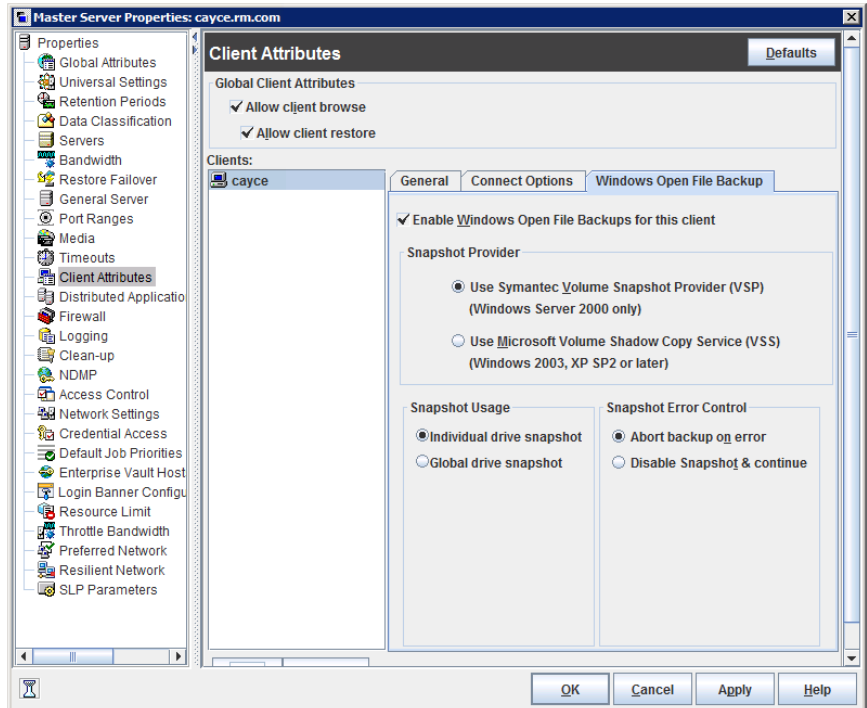 Master Server Properties: cayce.rm.com
Properties
Global Attributes
Universal Settings
Retention Periods
Data Classification
Servers
Bandwidth
Restore Failover
General Server
Port Ranges
Media
Timeouts
Client Attributes
Distributed Applicatio
Firewall
Logging
Clean-up
NDMP
Access Control
Network Settings
Credential Access
Default Job Priorities
Enterprise Vault Host
Login Banner Configu
Resource Limit
Throttle Bandwidth
Preferred Network
Resilient Network
SLP Parameters
Client Attributes
Defaults
Global Client Attributes
Allow client browse
Allow client restore
Clients:
cayce
General
Connect Options
Windows Open File Backup
Enable Windows Open File Backups for this client
Snapshot Provider
Use Symantec Volume Snapshot Provider (VSP)
(Windows Server 2000 only)
Use Microsoft Volume Shadow Copy Service (VSS)
(Windows 2003, XP SP2 or later)
Snapshot Usage
Individual drive snapshot
Global drive snapshot
Snapshot Error Control
Abort backup on error
Disable Snapshot & continue
OK
Cancel
Apply
Help